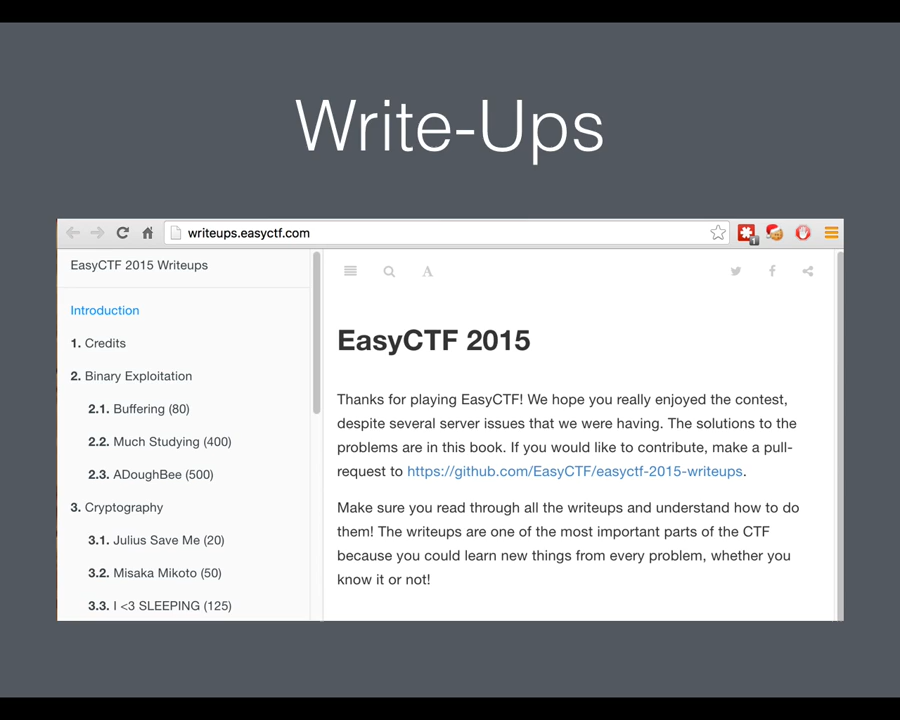 Write-Ups
writeups.easyctf.com
1
EasyCTF 2015 Writeups
Introduction
1. Credits
2. Binary Exploitation
2.1. Buffering (80)
2.2. Much Studying (400)
2.3. ADoughBee (500)
3. Cryptography
3.1. Julius Save Me (20)
3.2. Misaka Mikoto (50)
3.3. I <3 SLEEPING (125)
A
EasyCTF 2015
Thanks for playing EasyCTF! We hope you really enjoyed the contest,
despite several server issues that we were having. The solutions to the
problems are in this book. If you would like to contribute, make a pull-
request to https://github.com/EasyCTF/easyctf-2015-writeups.
Make sure you read through all the writeups and understand how to do
them! The writeups are one of the most important parts of the CTF
because you could learn new things from every problem, whether you
know it or not!